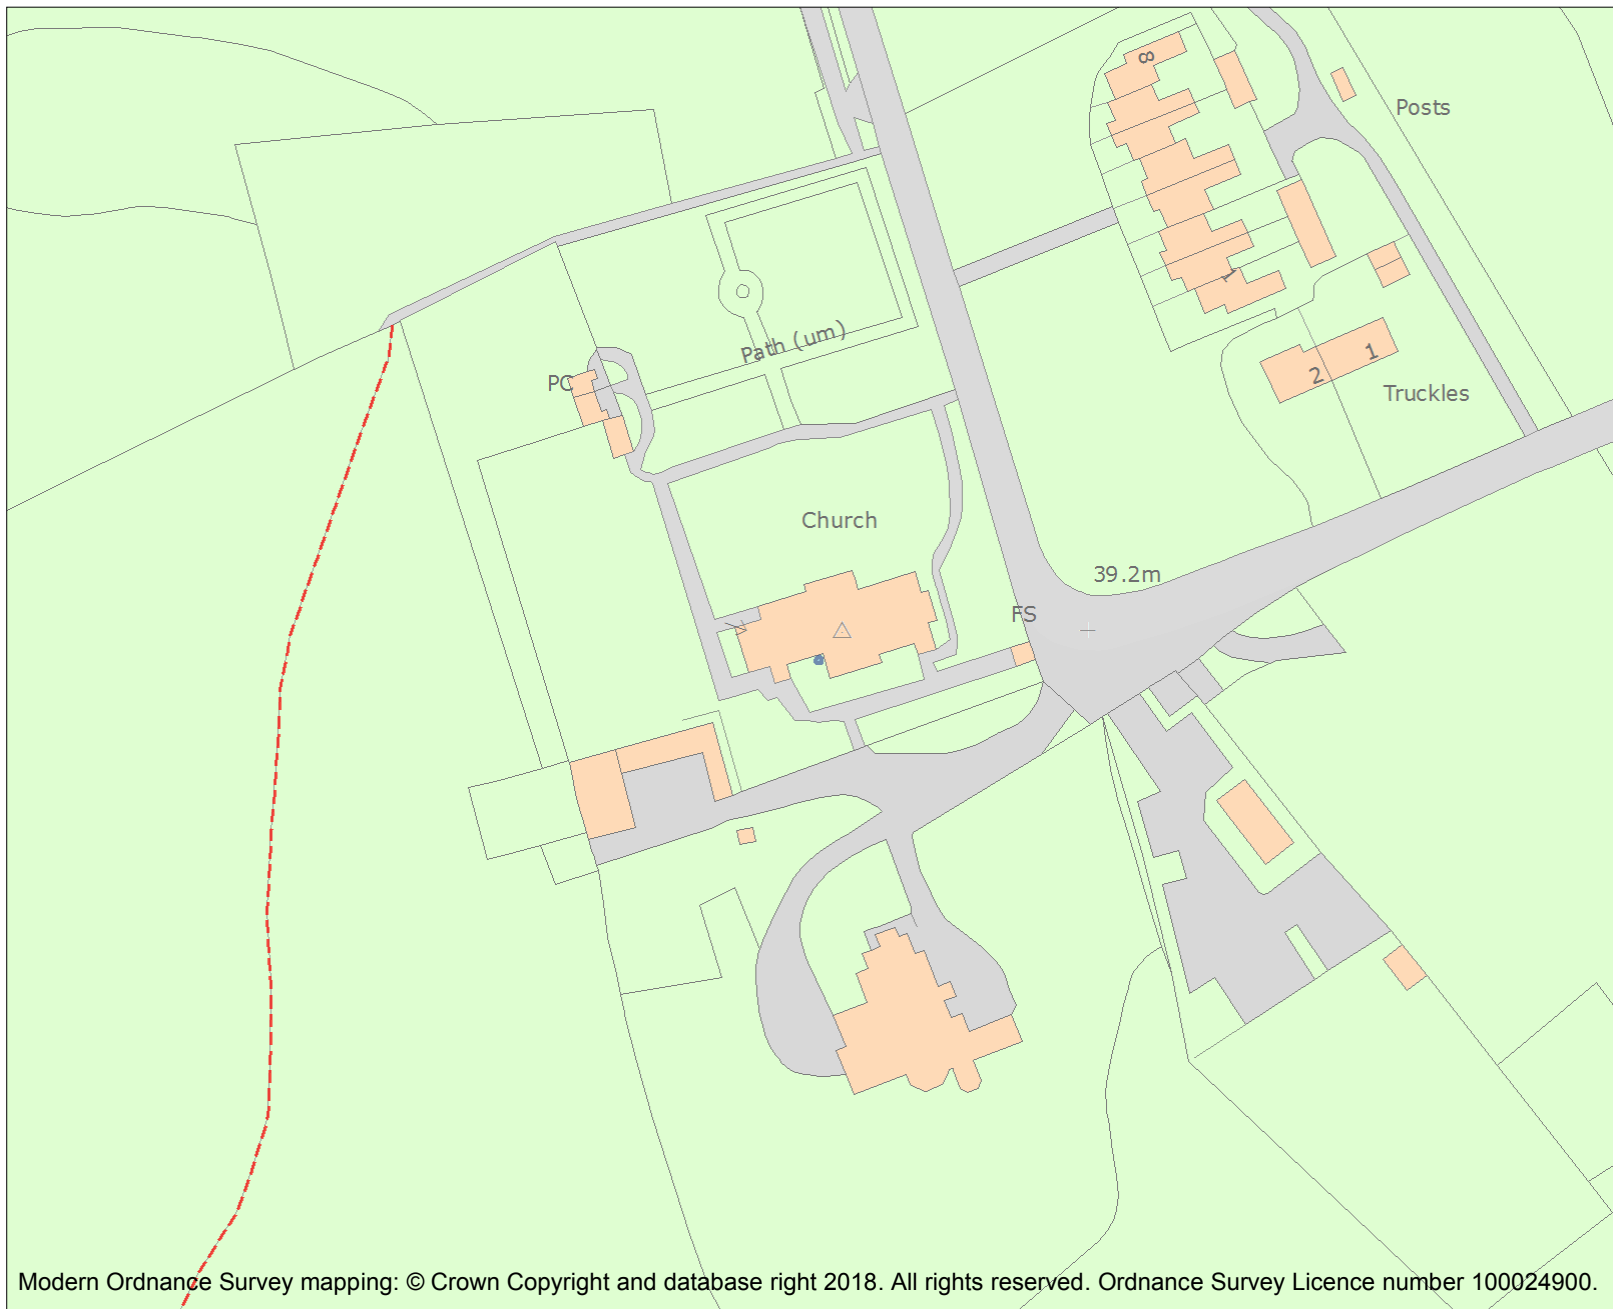 8
Posts
1
Path (um)
1
PC
2
Truckles
Church
39.2m
FS
Modern Ordnance Survey mapping: © Crown Copyright and database right 2018. All rights reserved. Ordnance Survey Licence number 100024900.